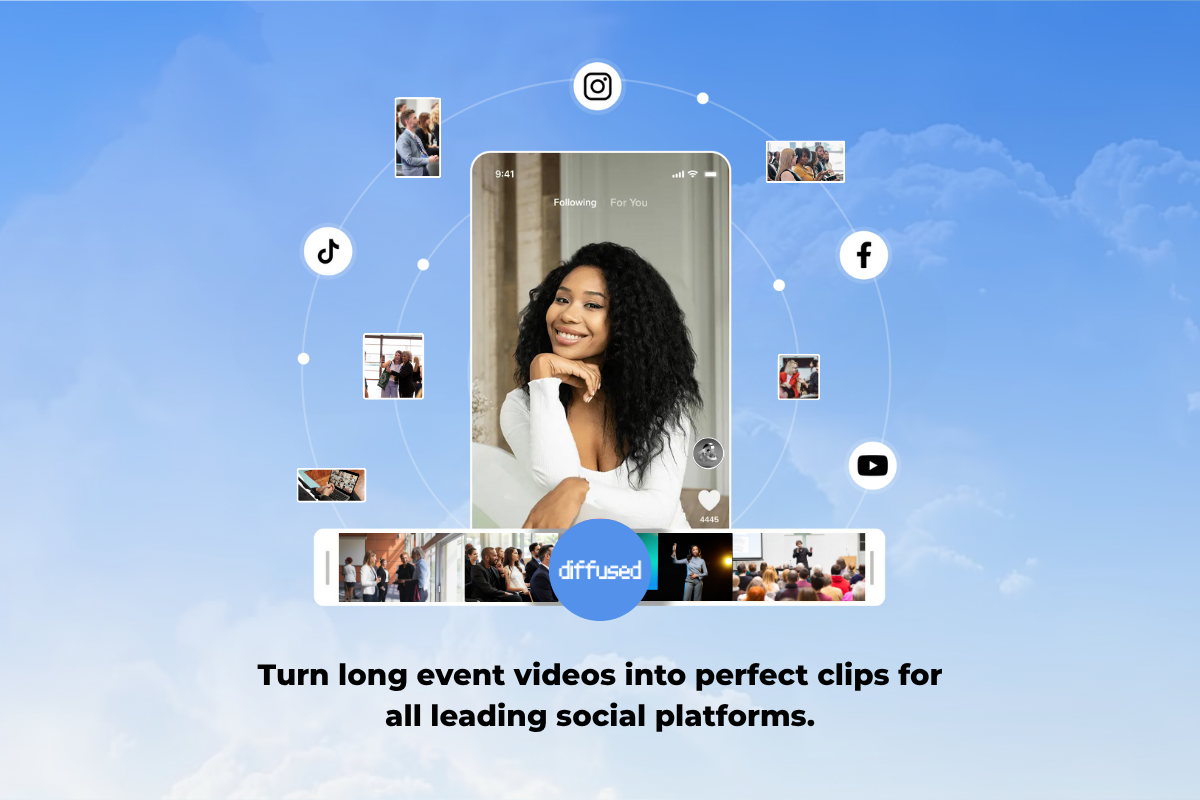 9:41
Following For You
4445
diffused
Turn long event videos into perfect clips for
all leading social platforms.